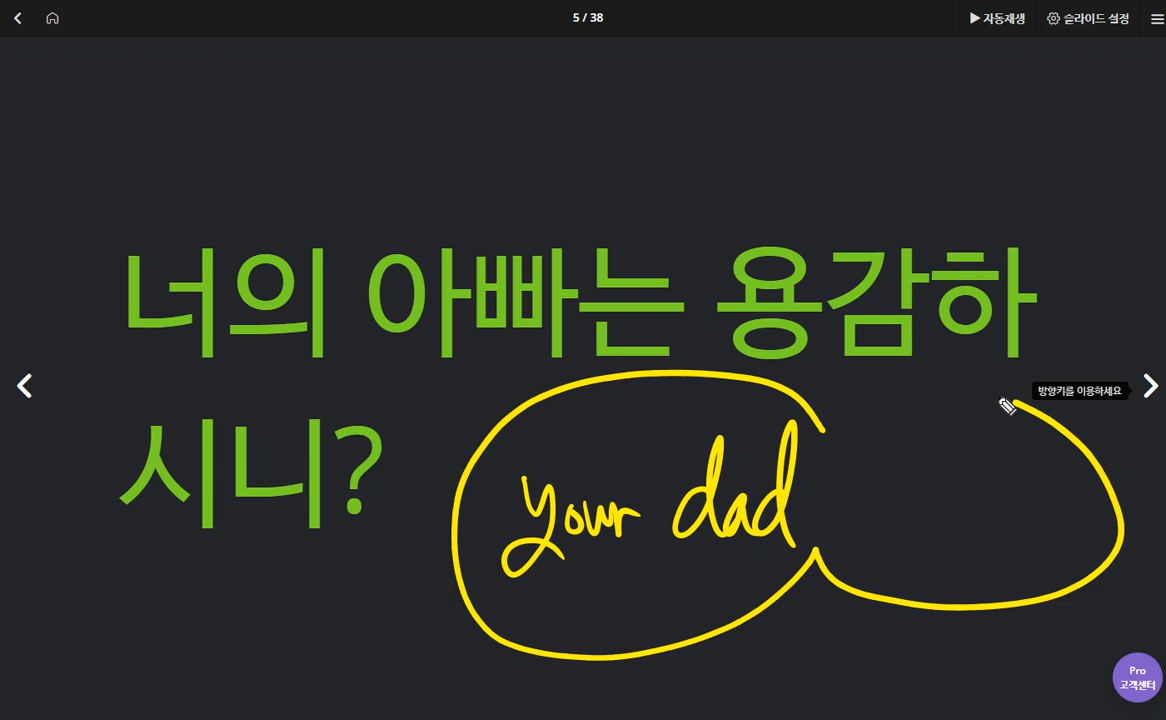 5 / 38
▶ 자동재생
슬라이드 설정
너의 아빠는 용감하
시니?
방향키를 이용하세요
your dad
Pro
고객센터